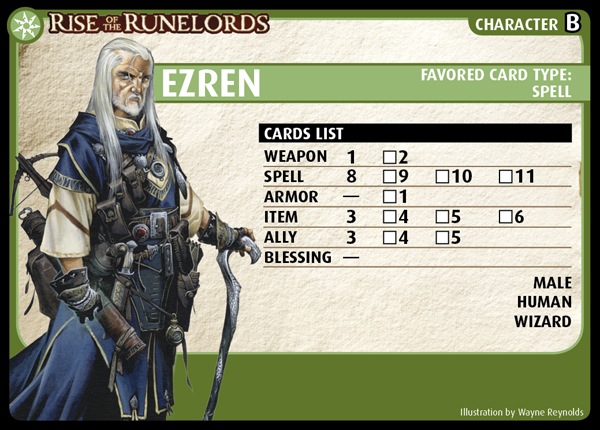 RISE OF THE RUNELORDS
CHARACTER B
EZREN
FAVORED CARD TYPE:
SPELL
CARDS LIST
WEAPON 1 □2
SPELL 8 □9 □10 □11
ARMOR — □1
ITEM 3 □4 □5 □6
ALLY 3 □4 □5
BLESSING —
MALE
HUMAN
WIZARD
Illustration by Wayne Reynolds